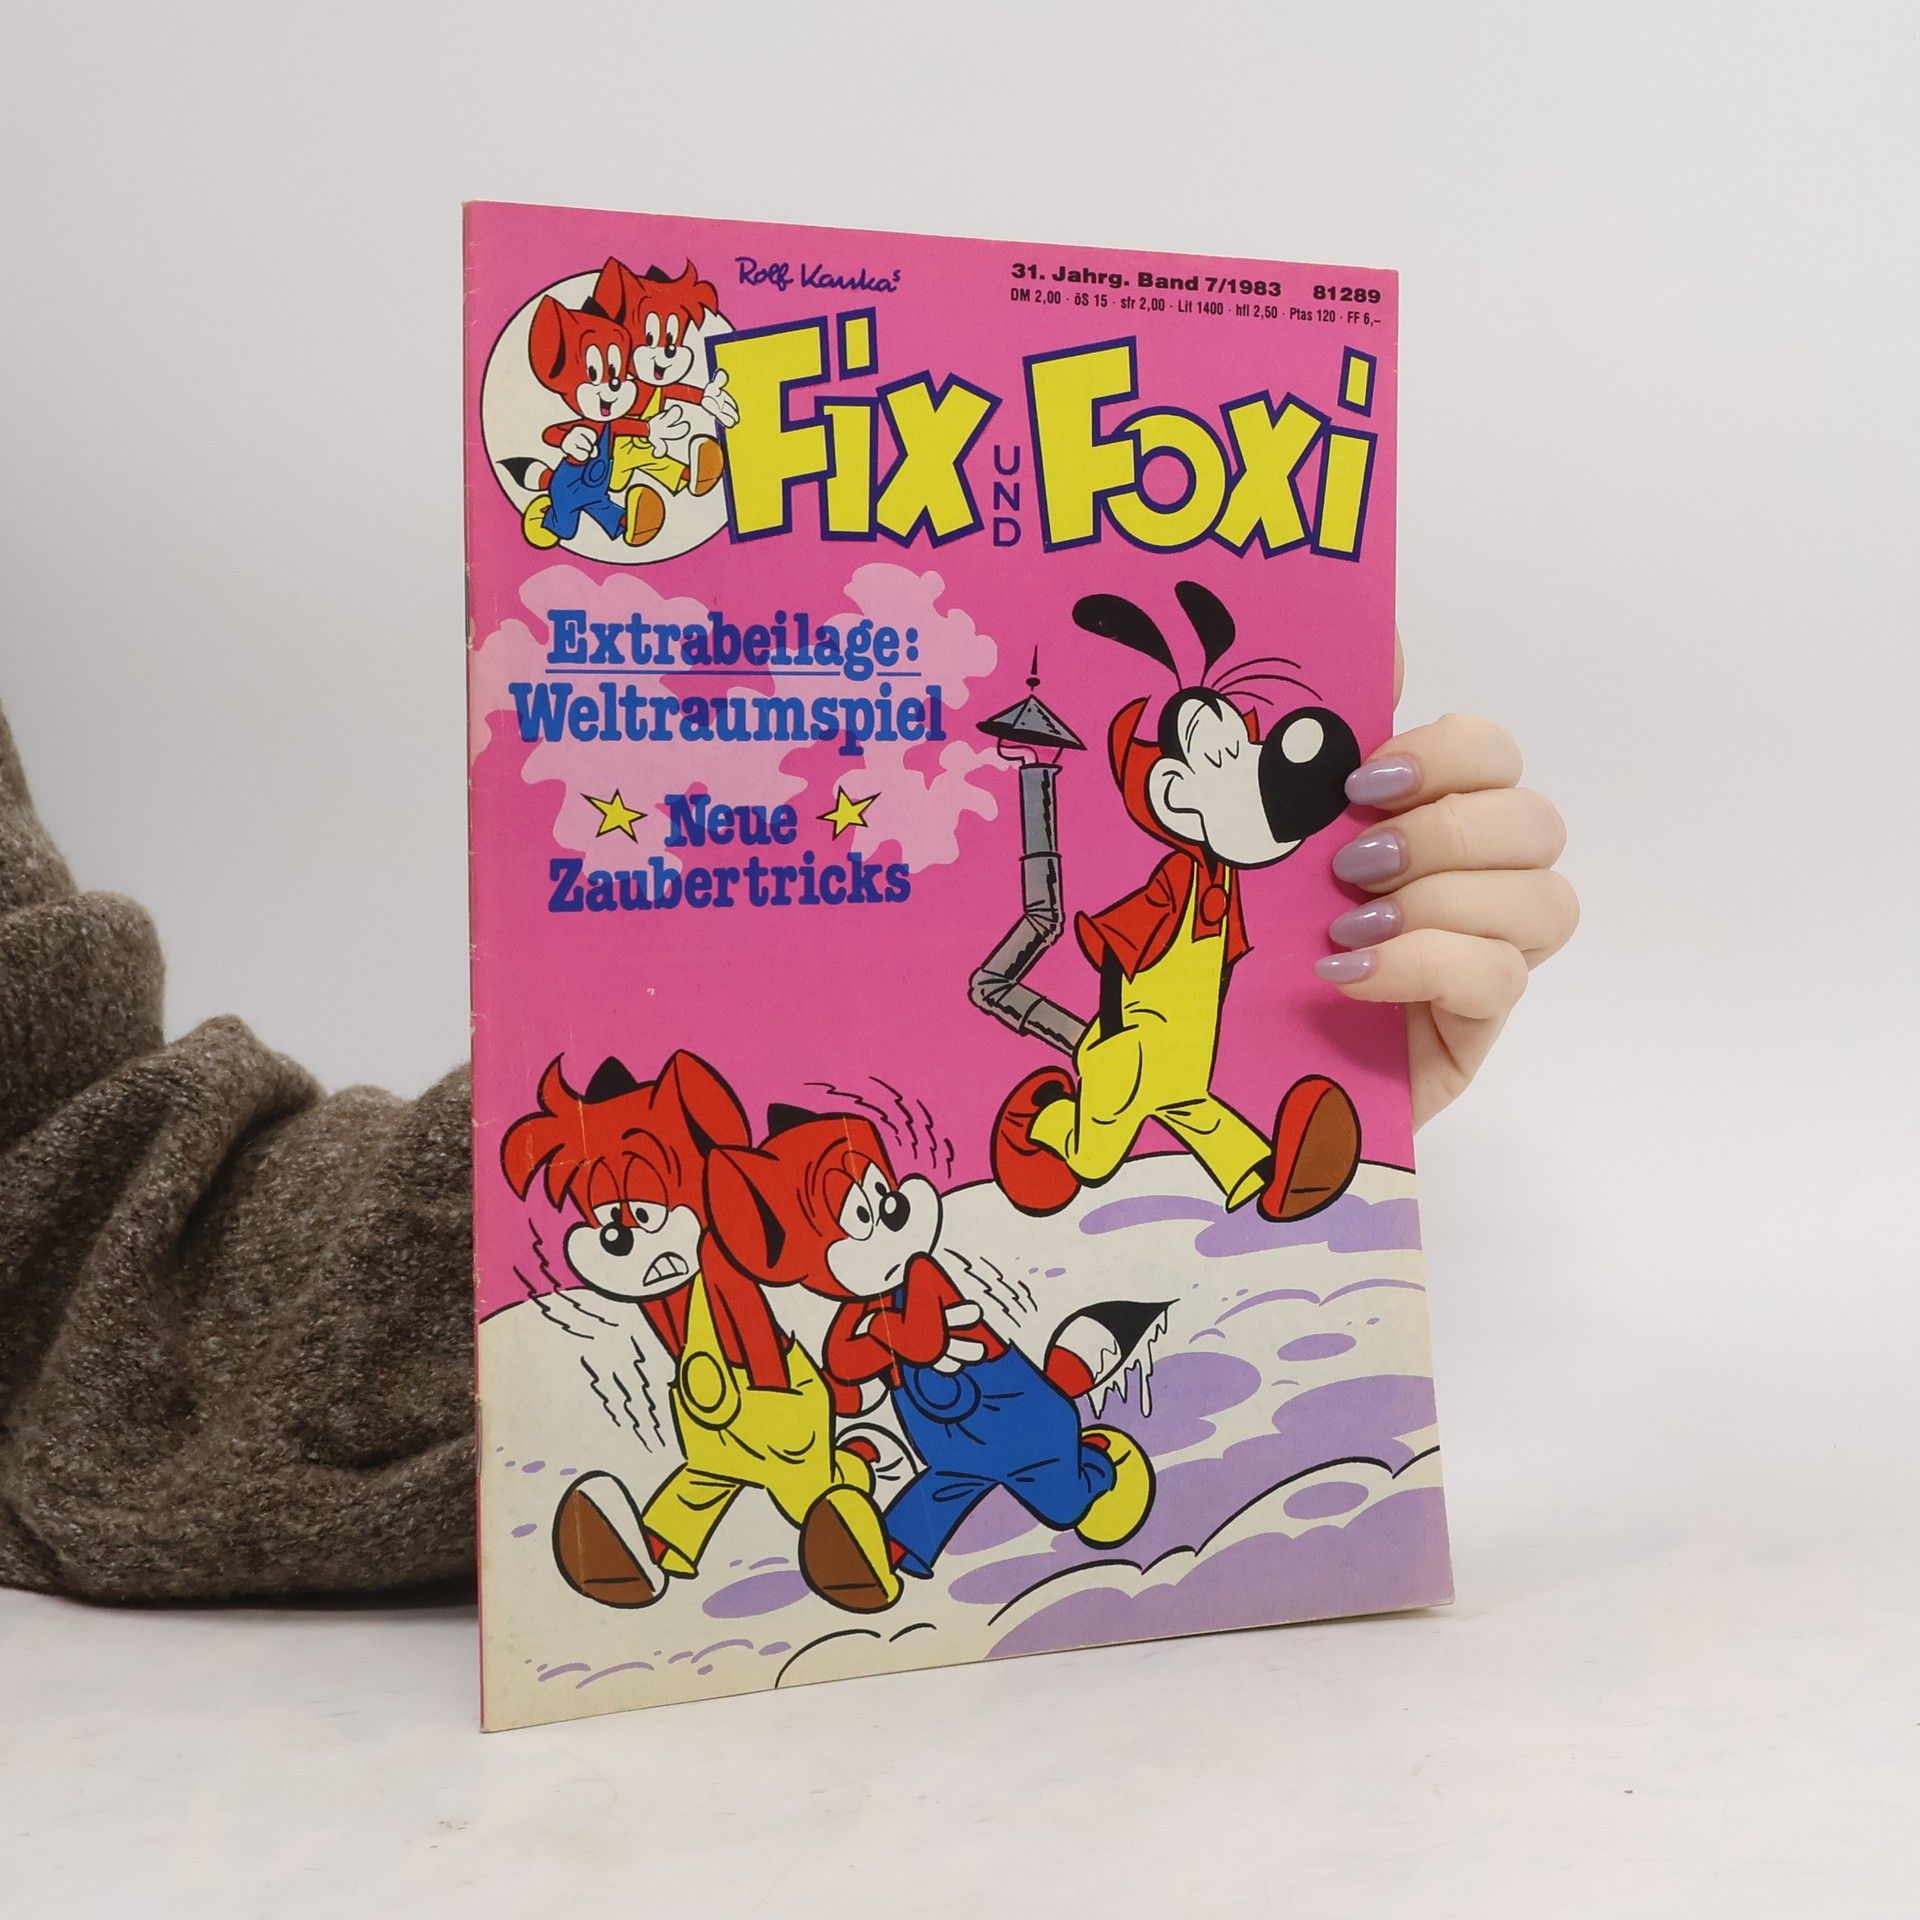 Rolf Kauka's
31. Jahrg. Band 7/1983 81289
DM 2,00 · öS 15 · sfr 2,00 · Lit 1400 · hfl 2,50 · Ptas 120 · FF 6,–
Fix UND Foxi
Extrabeilage:
Weltraumspiel
Neue
Zaubertricks